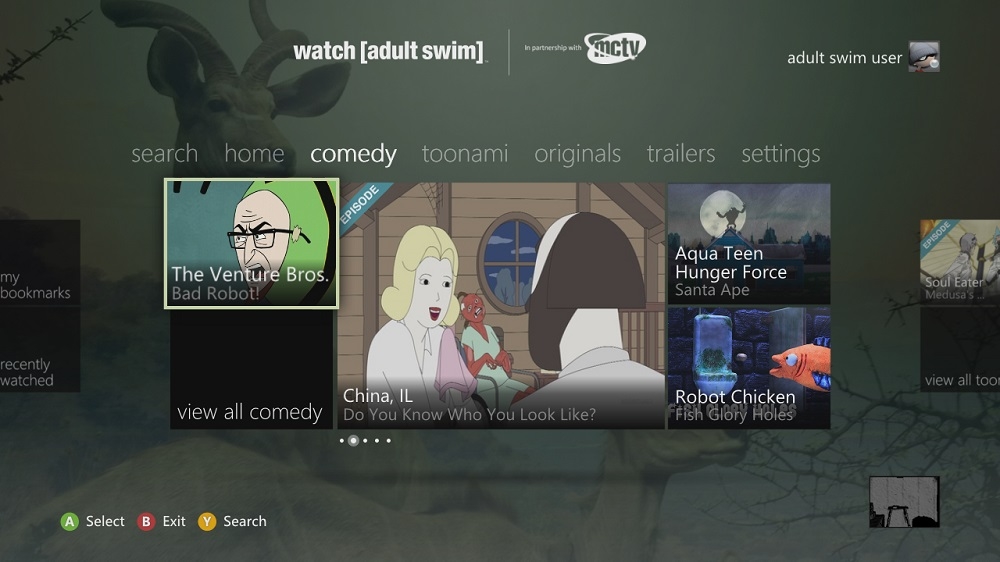 watch [adult swim]
In partnership with mctv
adult swim user
search home comedy toonami originals trailers settings
my
bookmarks
recently
watched
The Venture Bros.
Bad Robot!
view all comedy
EPISODE
China, IL
Do You Know Who You Look Like?
Aqua Teen
Hunger Force
Santa Ape
Robot Chicken
Fish Glory Holes
EPISODE
Soul Eater
Medusa's ...
view all toon
A Select B Exit Y Search